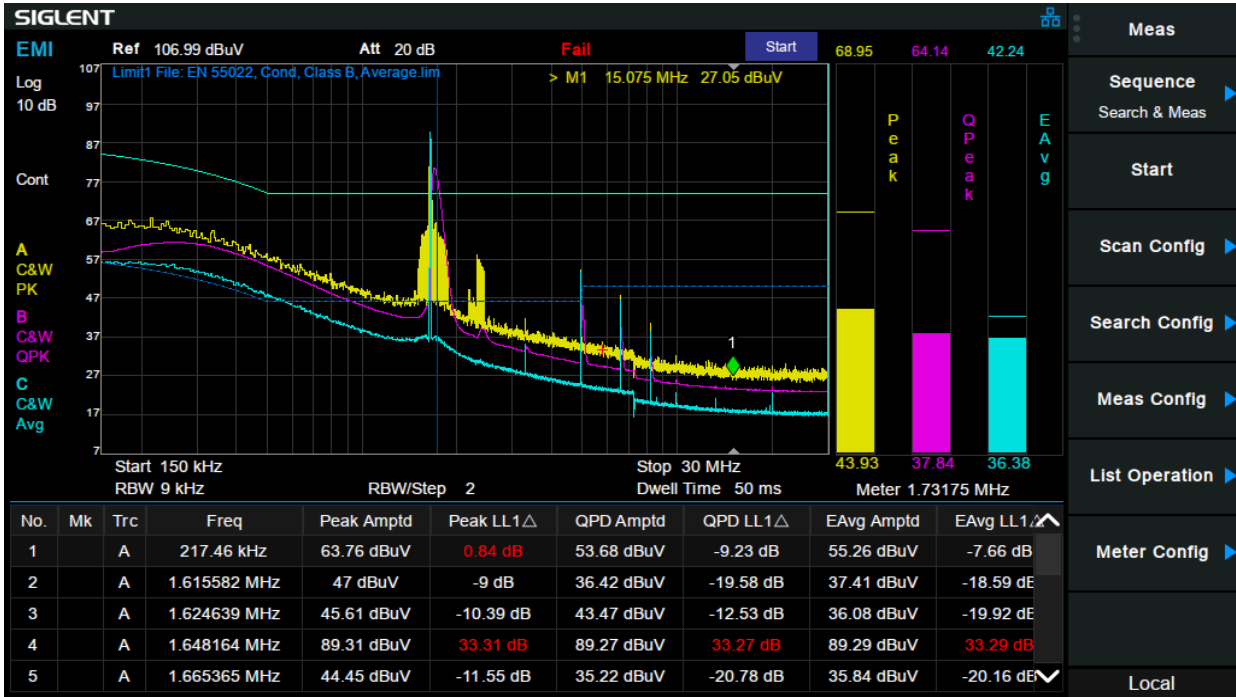 SIGLENT
EMI
Ref 106.99 dBuV Att 20 dB Fail Start 68.95 64.14 42.24
Log
10 dB
Cont
A
C&W
PK
B
C&W
QPK
C
C&W
Avg
107
97
87
77
67
57
47
37
27
17
7
Limit1 File: EN 55022, Cond, Class B, Average.lim
> M1 15.075 MHz 27.05 dBuV
1
Peak
QPeak
EAvg
43.93 37.84 36.38
Start 150 kHz Stop 30 MHz
RBW 9 kHz RBW/Step 2 Dwell Time 50 ms Meter 1.73175 MHz
No. Mk Trc Freq Peak Amptd Peak LL1△ QPD Amptd QPD LL1△ EAvg Amptd EAvg LL1△
1 A 217.46 kHz 63.76 dBuV 0.84 dB 53.68 dBuV -9.23 dB 55.26 dBuV -7.66 dB
2 A 1.615582 MHz 47 dBuV -9 dB 36.42 dBuV -19.58 dB 37.41 dBuV -18.59 dB
3 A 1.624639 MHz 45.61 dBuV -10.39 dB 43.47 dBuV -12.53 dB 36.08 dBuV -19.92 dB
4 A 1.648164 MHz 89.31 dBuV 33.31 dB 89.27 dBuV 33.27 dB 89.29 dBuV 33.29 dB
5 A 1.665365 MHz 44.45 dBuV -11.55 dB 35.22 dBuV -20.78 dB 35.84 dBuV -20.16 dB
Meas
Sequence
Search & Meas
Start
Scan Config
Search Config
Meas Config
List Operation
Meter Config
Local